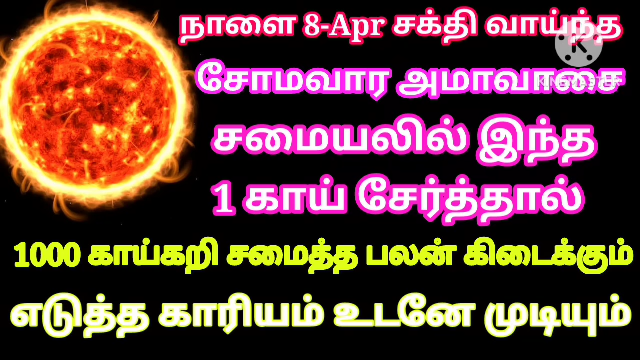 நாளை 8-Apr சக்தி வாய்ந்த
சோமவார அமாவாசை
சமையலில் இந்த
1 காய் சேர்த்தால்
1000 காய்கறி சமைத்த பலன் கிடைக்கும்
எடுத்த காரியம் உடனே முடியும்